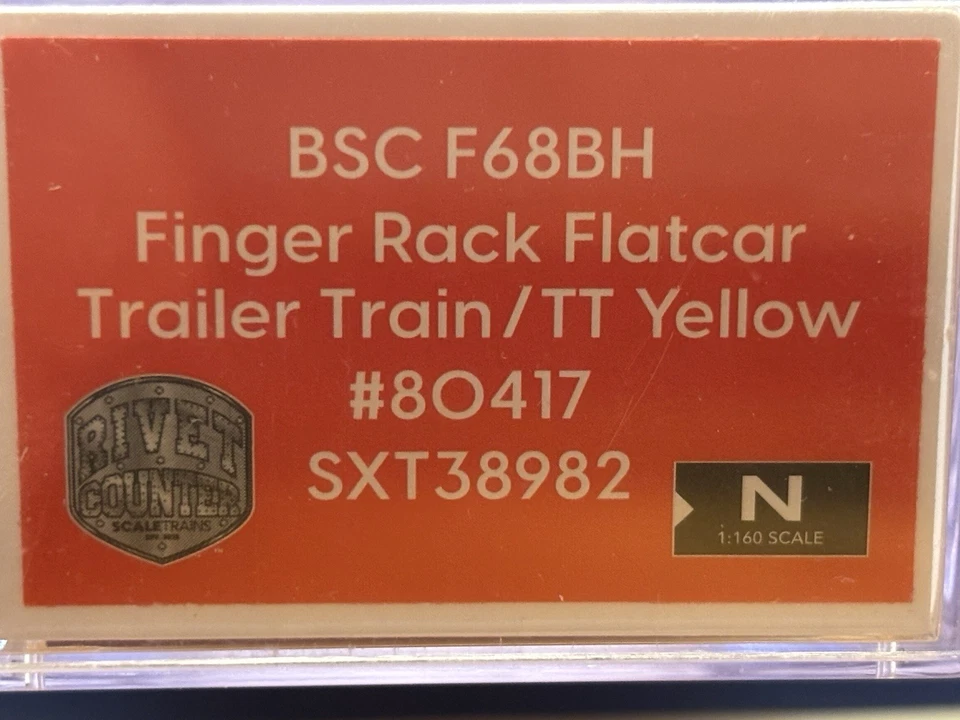 BSC F68BH
Finger Rack Flatcar
Trailer Train/TT Yellow
#80417
SXT38982
RIVET
COUNTER
SCALETRAINS
N
1:160 SCALE